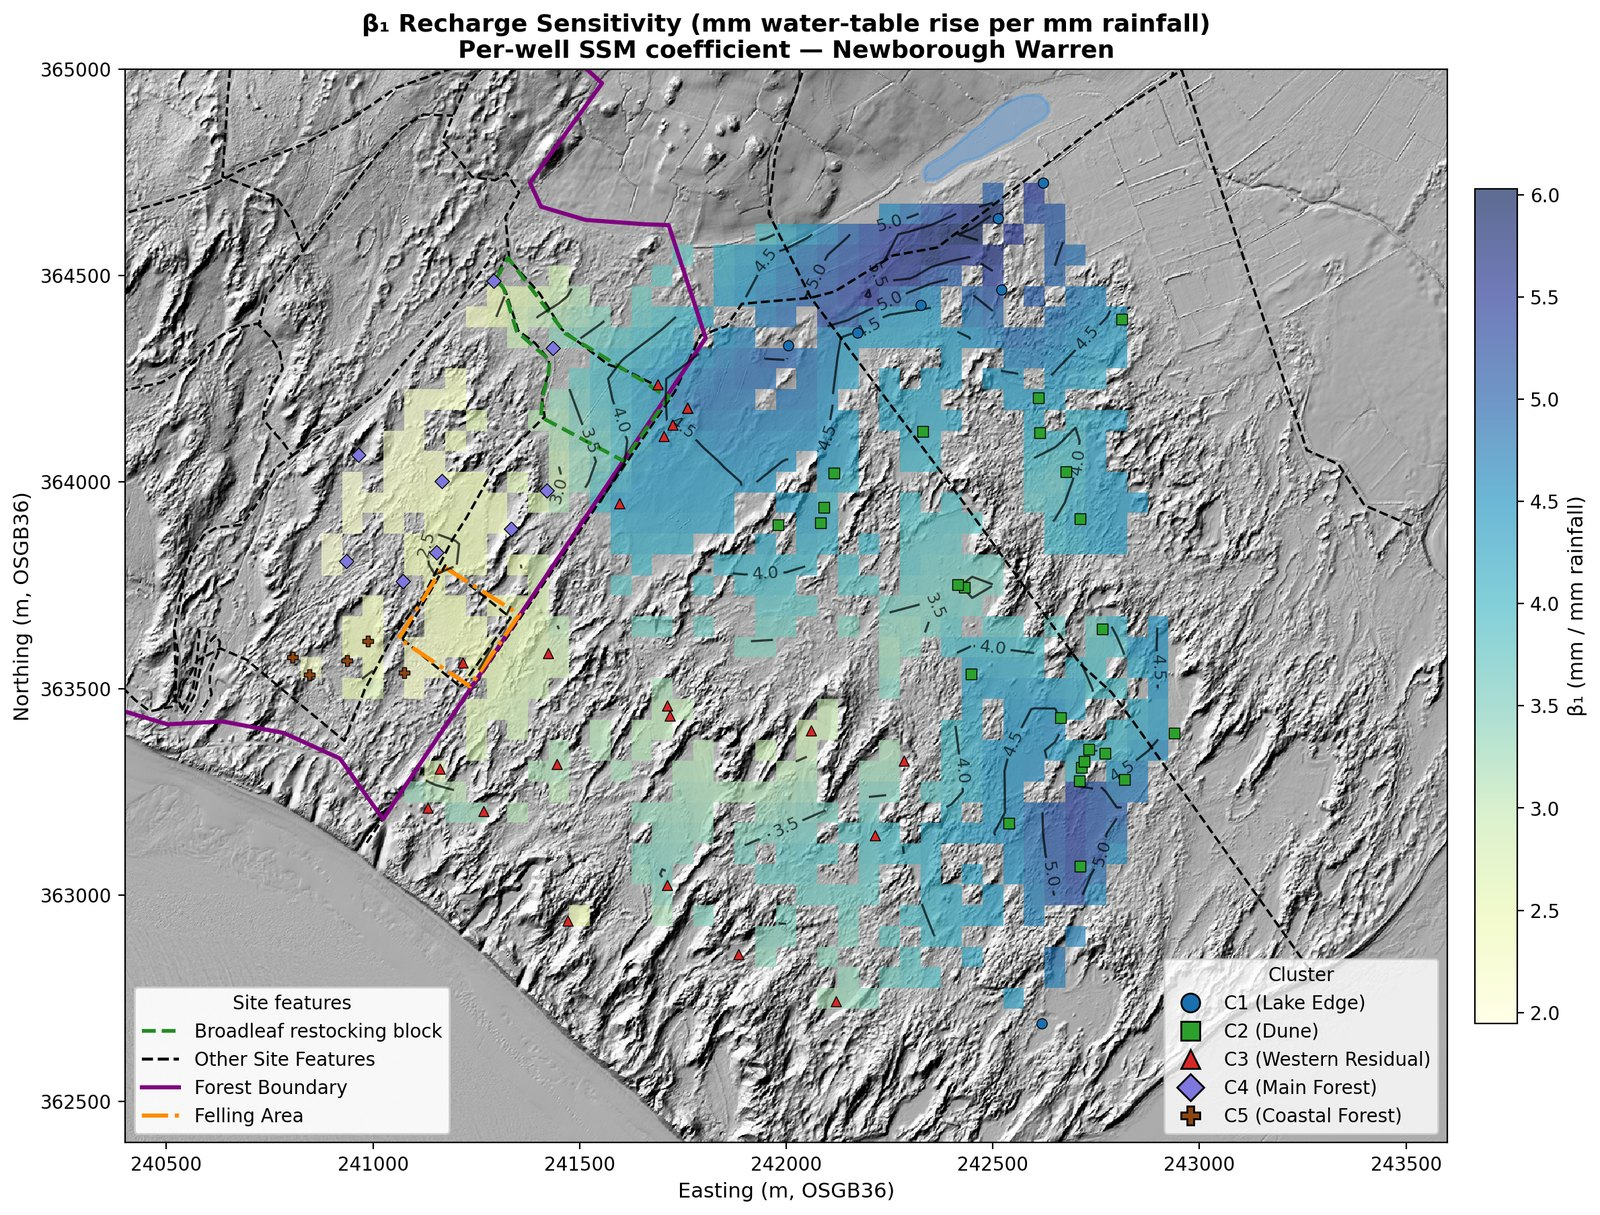 β₁ Recharge Sensitivity (mm water-table rise per mm rainfall)
Per-well SSM coefficient — Newborough Warren
365000
364500
364000
363500
363000
362500
Northing (m, OSGB36)
240500
241000
241500
242000
242500
243000
243500
Easting (m, OSGB36)
5.0
4.5
5.0
5.5
5.0
4.5
4.5
4.0
3.5
4.5
4.5
3.0
4.0
2.5
4.0
3.5
4.0
4.5
4.5
4.0
4.5
3.5
5.0
5.0
Site features
Broadleaf restocking block
Other Site Features
Forest Boundary
Felling Area
Cluster
C1 (Lake Edge)
C2 (Dune)
C3 (Western Residual)
C4 (Main Forest)
C5 (Coastal Forest)
6.0
5.5
5.0
4.5
4.0
3.5
3.0
2.5
2.0
β₁ (mm / mm rainfall)